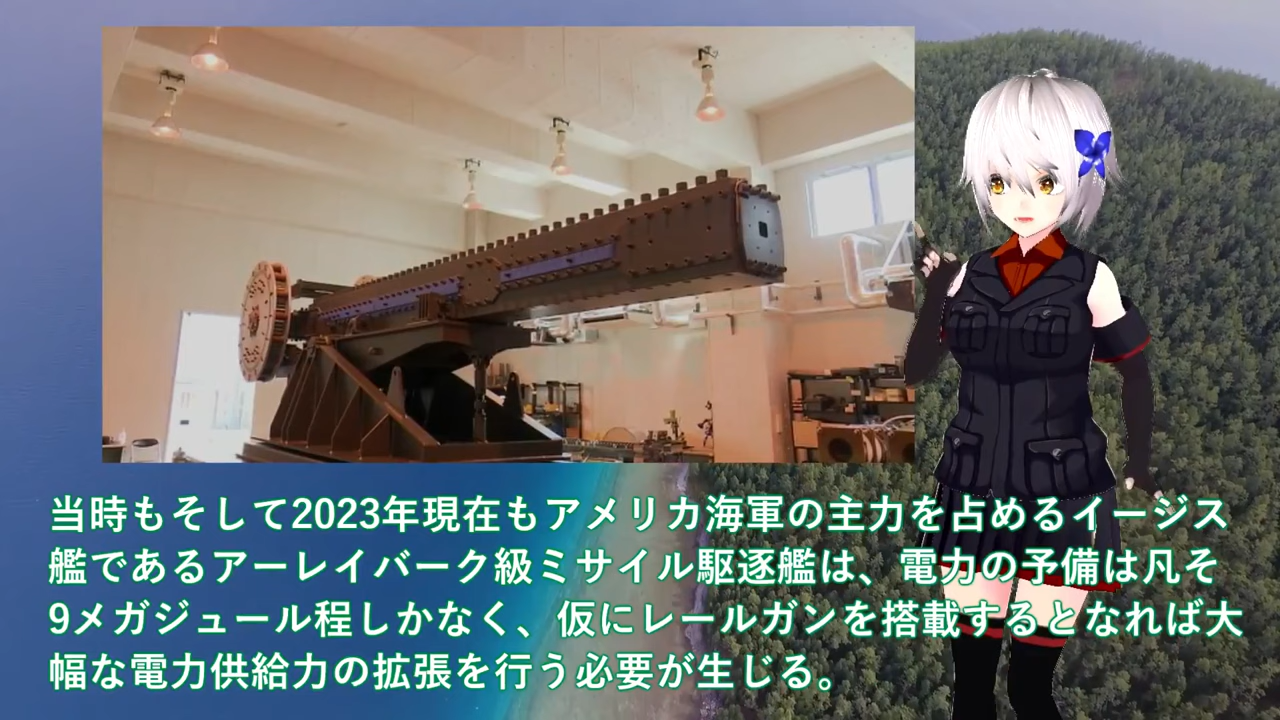 当時もそして2023年現在もアメリカ海軍の主力を占めるイージス
艦であるアーレイバーク級ミサイル駆逐艦は、電力の予備は凡そ
9メガジュール程しかなく、仮にレールガンを搭載するとなれば大
幅な電力供給力の拡張を行う必要が生じる。